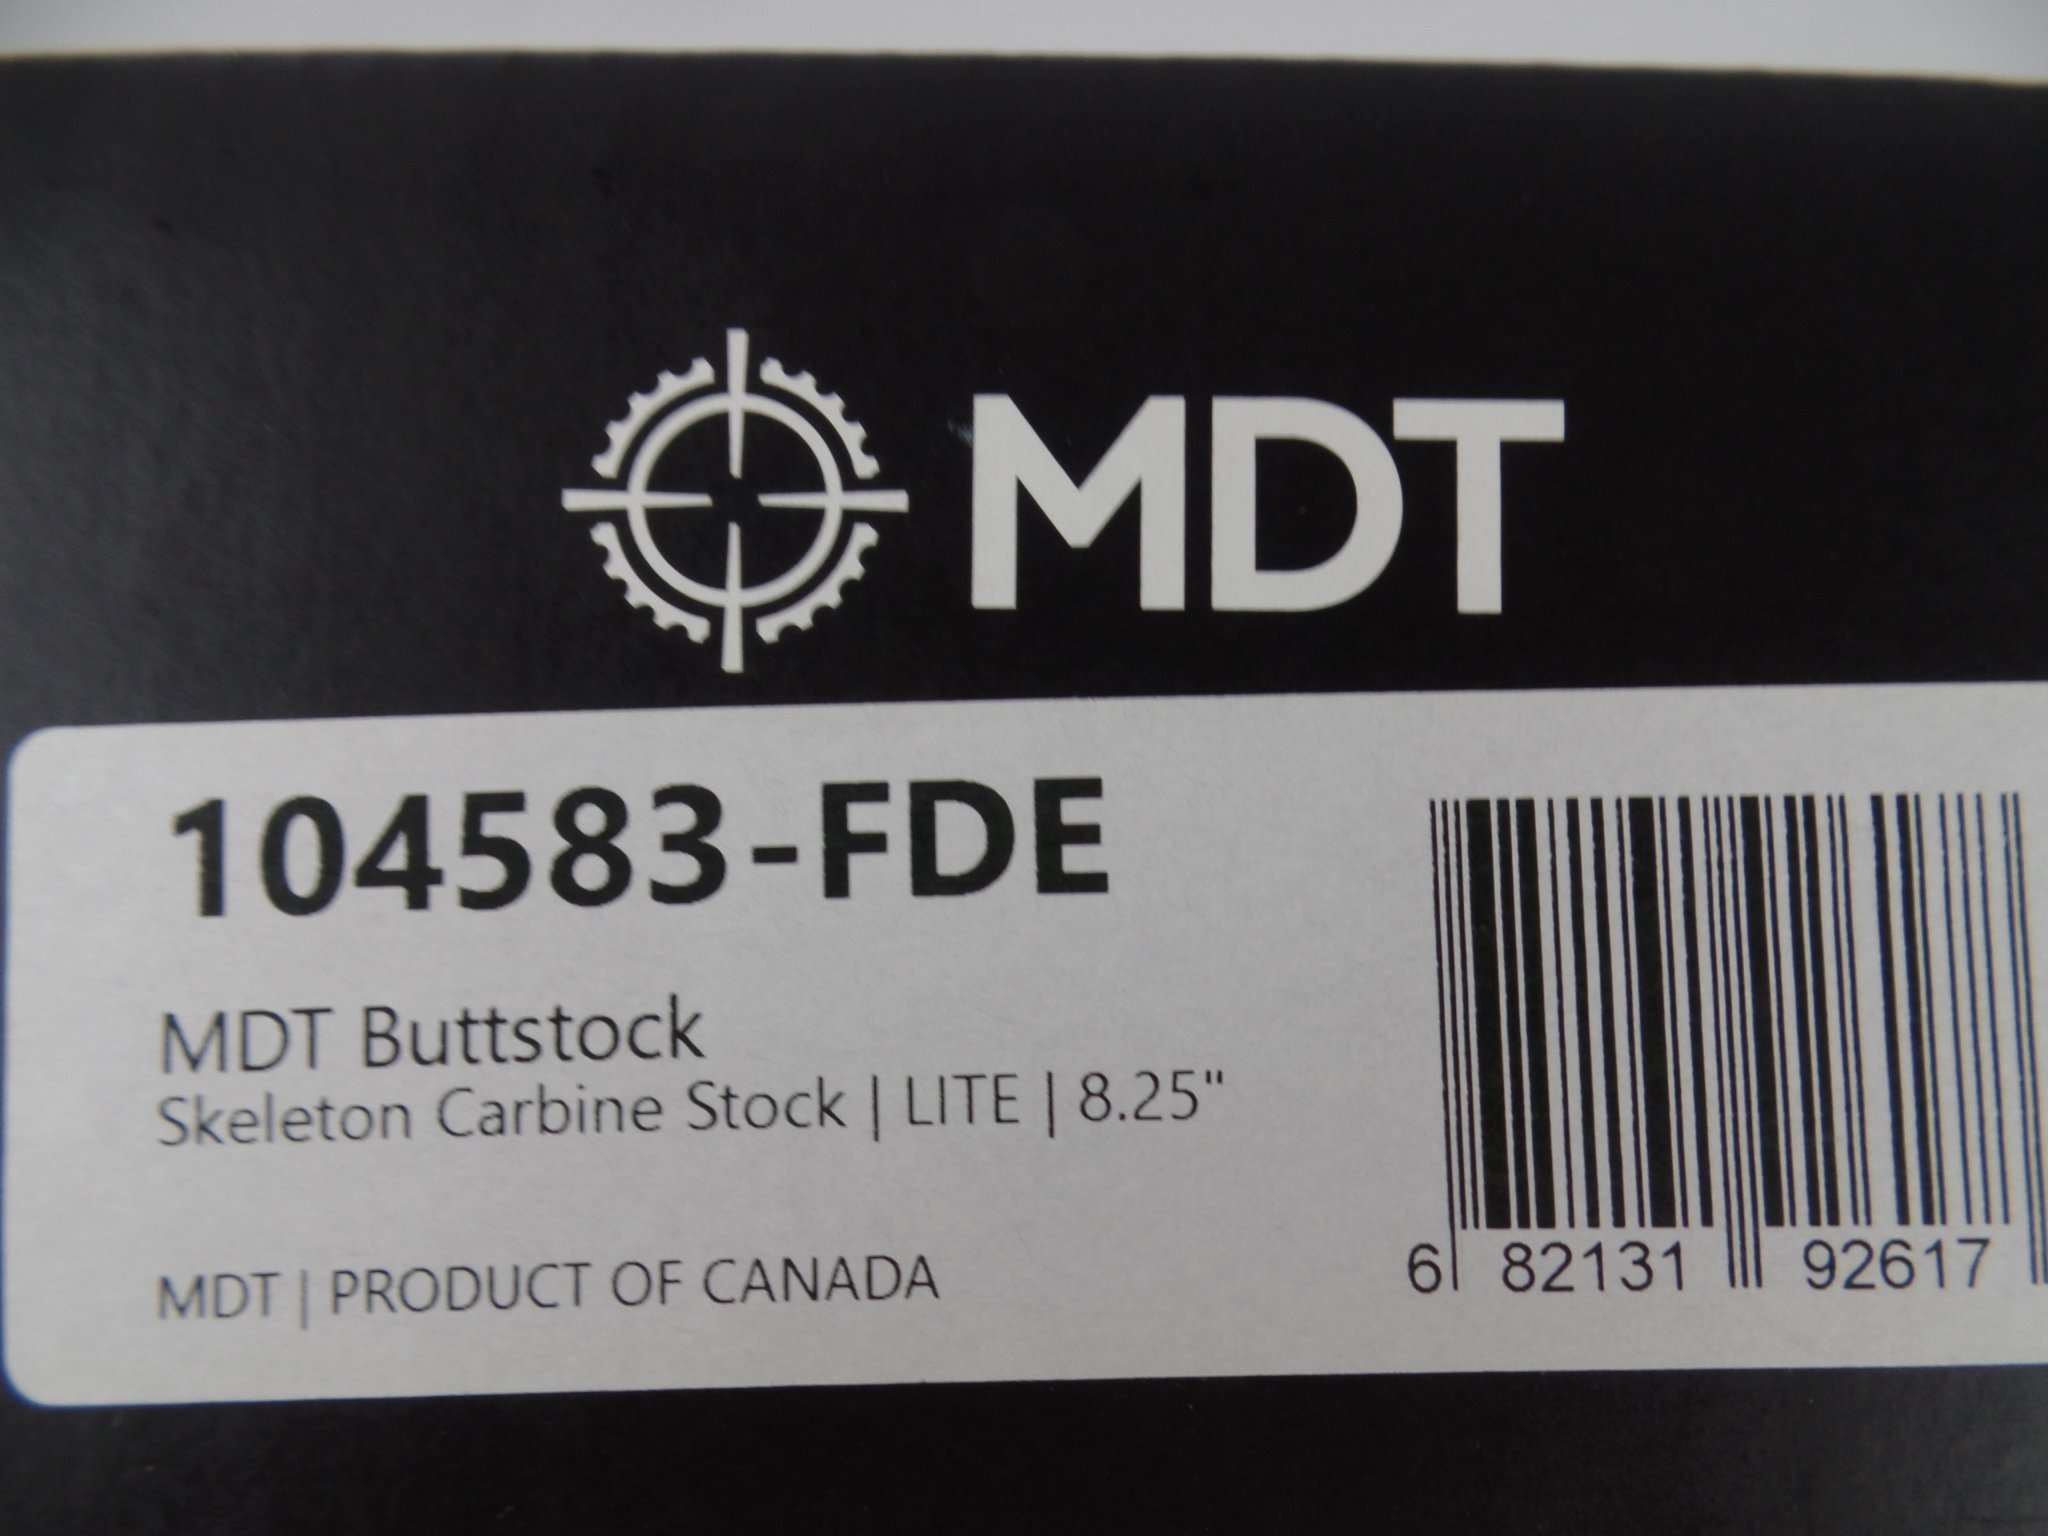 MDT
104583-FDE
MDT Buttstock
Skeleton Carbine Stock | LITE | 8.25"
MDT | PRODUCT OF CANADA
6 82131 92617